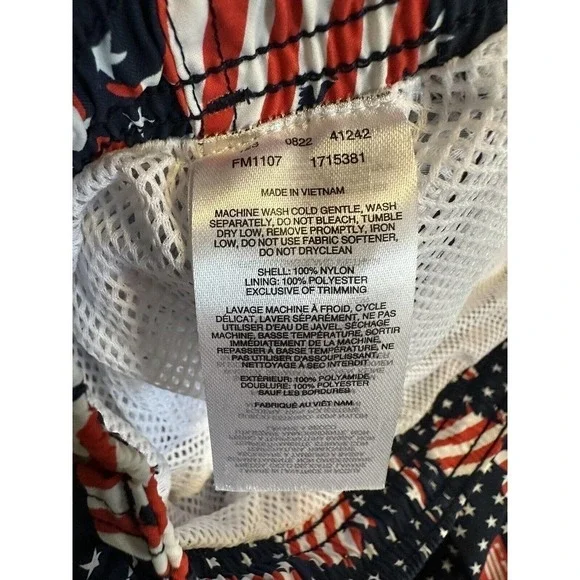 0822 41242
FM1107 1715381
MADE IN VIETNAM
MACHINE WASH COLD GENTLE, WASH
SEPARATELY, DO NOT BLEACH, TUMBLE
DRY LOW, REMOVE PROMPTLY, IRON
LOW, DO NOT USE FABRIC SOFTENER,
DO NOT DRYCLEAN
SHELL: 100% NYLON
LINING: 100% POLYESTER
EXCLUSIVE OF TRIMMING
LAVAGE MACHINE À FROID, CYCLE
DÉLICAT, LAVER SÉPARÉMENT, NE PAS
UTILISER D'EAU DE JAVEL, SÉCHAGE
MACHINE, BASSE TEMPÉRATURE, SORTIR
IMMÉDIATEMENT DE LA MACHINE,
REPASSER À BASSE TEMPÉRATURE, NE
PAS UTILISER D'ASSOUPLISSANT,
NETTOYAGE À SEC INTERDIT
EXTÉRIEUR: 100% POLYAMIDE
DOUBLURE: 100% POLYESTER
SAUF LES BORDURES
FABRIQUÉ AU VIÊT NAM